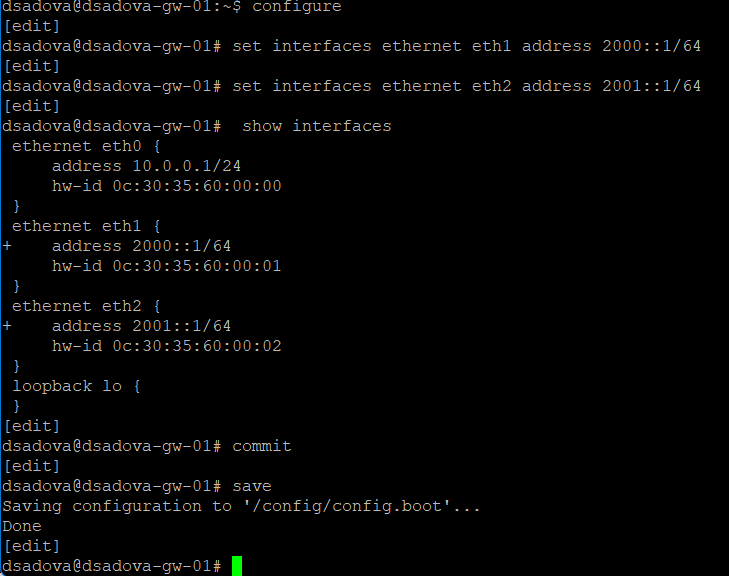 dsadova@dsadova-gw-01:~$ configure
[edit]
dsadova@dsadova-gw-01# set interfaces ethernet eth1 address 2000::1/64
[edit]
dsadova@dsadova-gw-01# set interfaces ethernet eth2 address 2001::1/64
[edit]
dsadova@dsadova-gw-01#  show interfaces
 ethernet eth0 {
     address 10.0.0.1/24
     hw-id 0c:30:35:60:00:00
 }
 ethernet eth1 {
+    address 2000::1/64
     hw-id 0c:30:35:60:00:01
 }
 ethernet eth2 {
+    address 2001::1/64
     hw-id 0c:30:35:60:00:02
 }
 loopback lo {
 }
[edit]
dsadova@dsadova-gw-01# commit
[edit]
dsadova@dsadova-gw-01# save
Saving configuration to '/config/config.boot'...
Done
[edit]
dsadova@dsadova-gw-01#